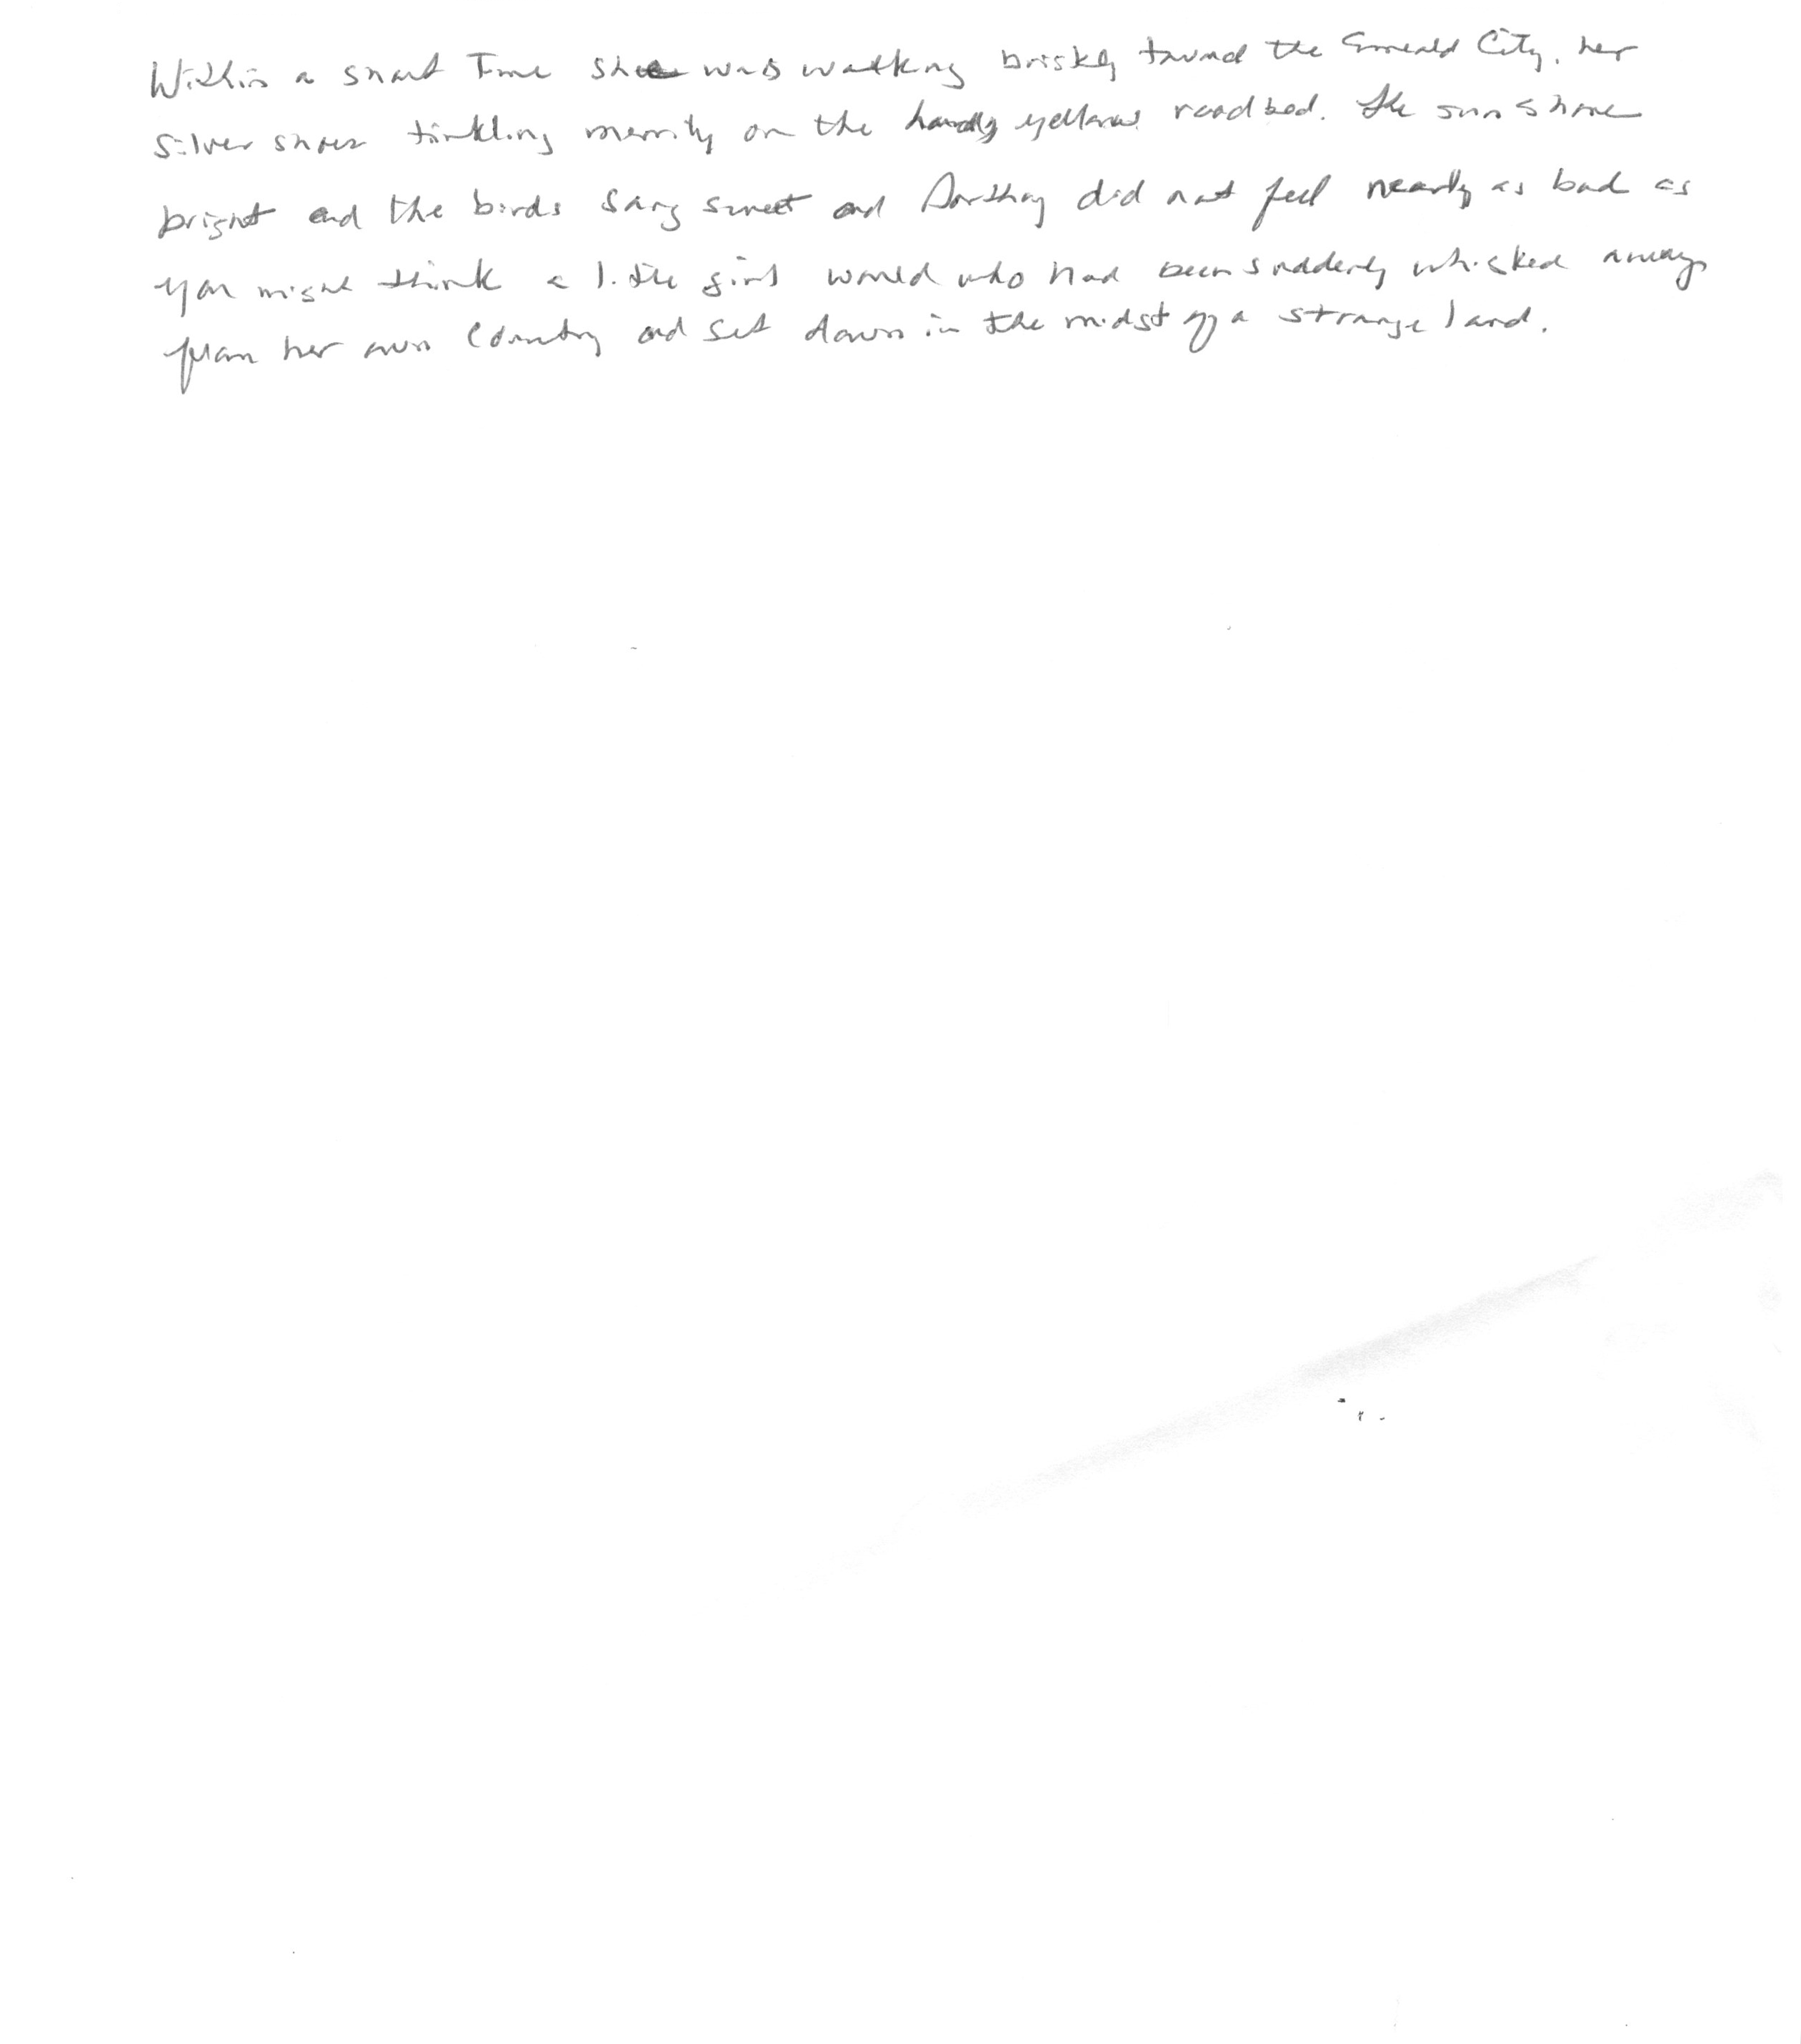 Within a short time she was walking briskly toward the Emerald City, her
silver shoes tinkling merrily on the yellow roadbed. The sun shone
bright and the birds sang sweet and Dorothy did not feel nearly as bad as
you might think a little girl would who had been suddenly whisked away
from her own country and set down in the midst of a strange land.